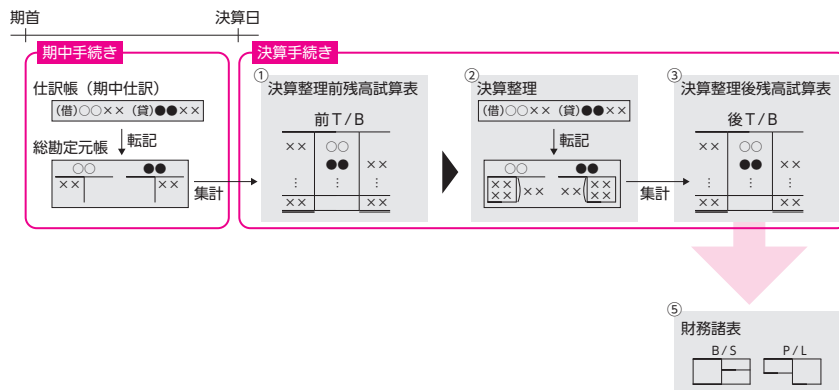 期首
決算日
期中手続き
決算手続き
仕訳帳（期中仕訳）
(借)○○×× (貸)●●××
転記
総勘定元帳
○○ ●●
×× ××
集計
①
決算整理前残高試算表
前T/B
×× ○○
●● ××
⋮ ⋮ ⋮
×× ××
②
決算整理
(借)○○×× (貸)●●××
転記
○○ ●●
×× ××
×× ×× ×× ××
集計
③
決算整理後残高試算表
後T/B
×× ○○
●● ××
⋮ ⋮ ⋮
×× ××
⑤
財務諸表
B/S P/L